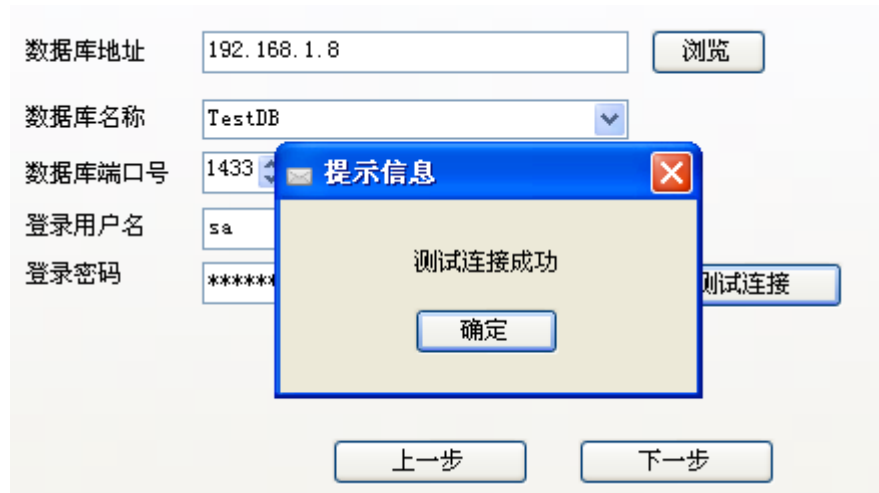 数据库地址 192.168.1.8 浏览
数据库名称 TestDB
数据库端口号 1433
提示信息
登录用户名 sa
测试连接成功
登录密码 ****** 测试连接
确定
上一步 下一步